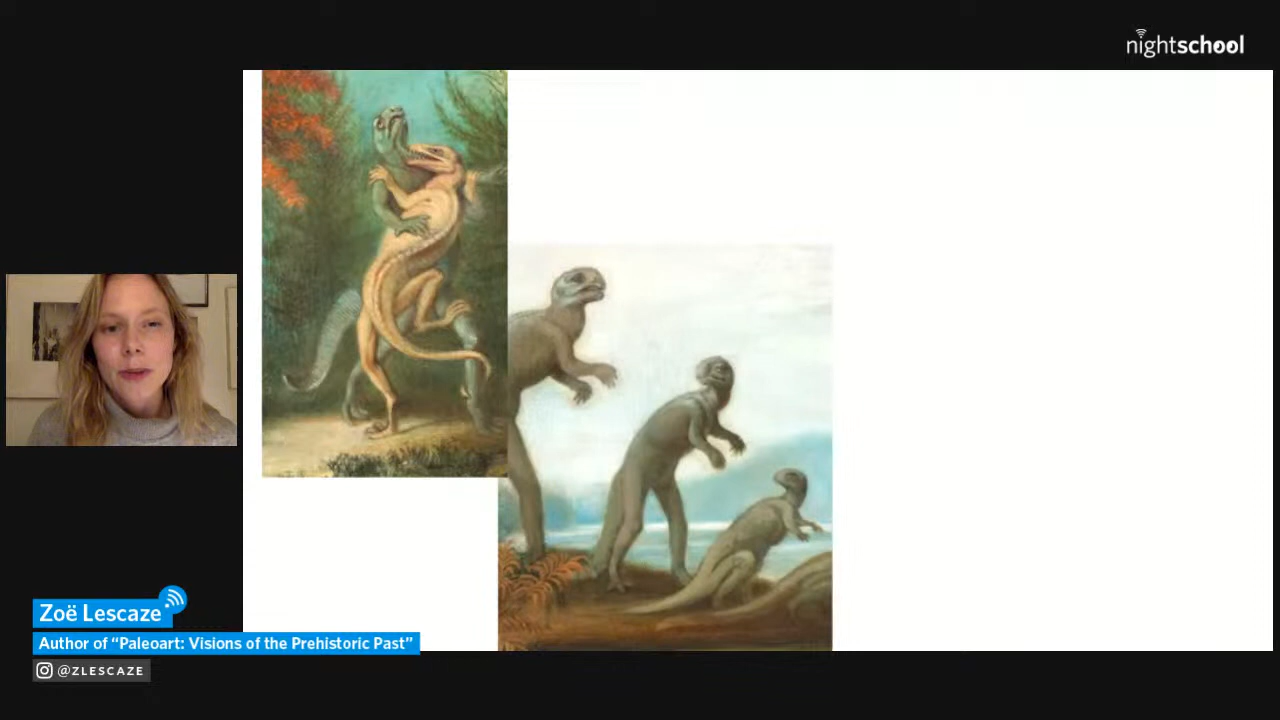 nightschool
Zoë Lescaze
Author of “Paleoart: Visions of the Prehistoric Past”
@ZLESCAZE